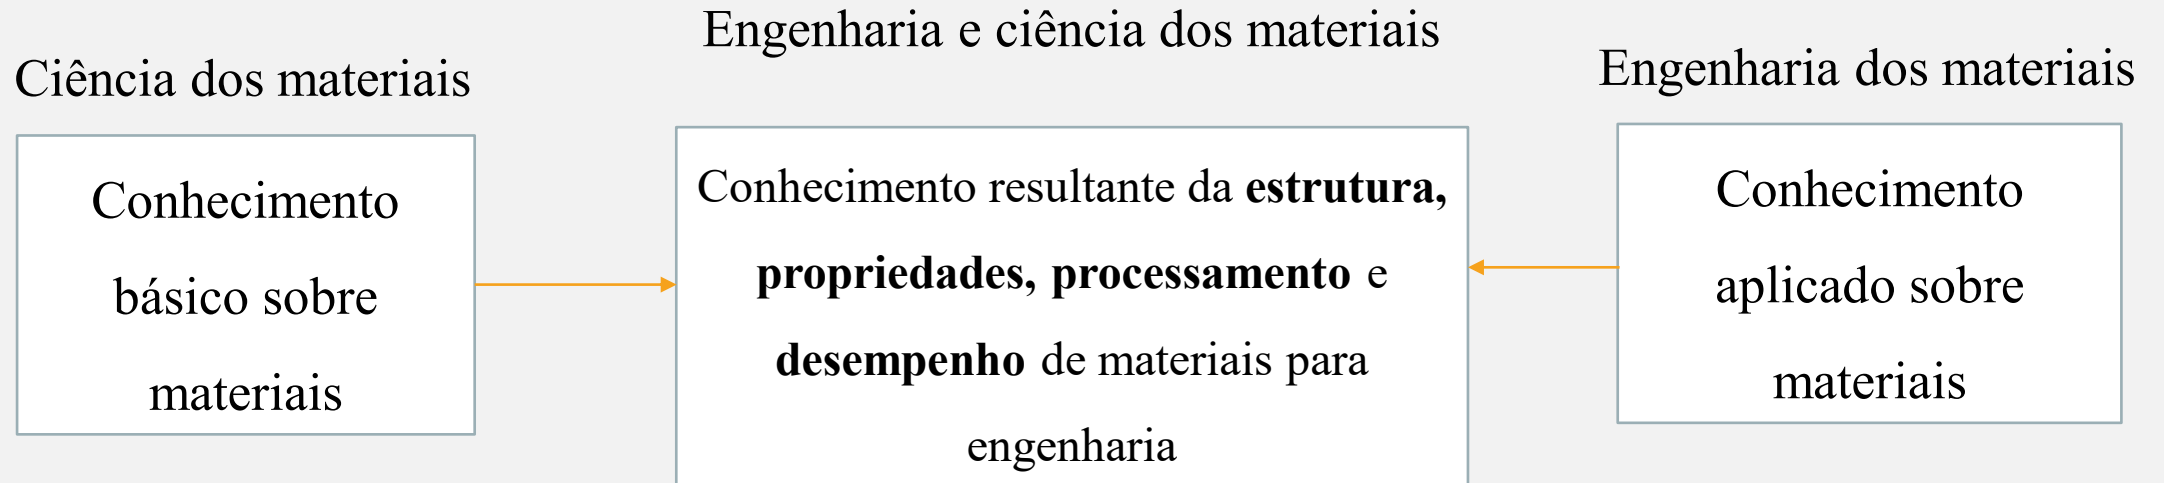 Ciência dos materiais
Conhecimento
básico sobre
materiais
Engenharia e ciência dos materiais
Conhecimento resultante da estrutura,
propriedades, processamento e
desempenho de materiais para
engenharia
Engenharia dos materiais
Conhecimento
aplicado sobre
materiais